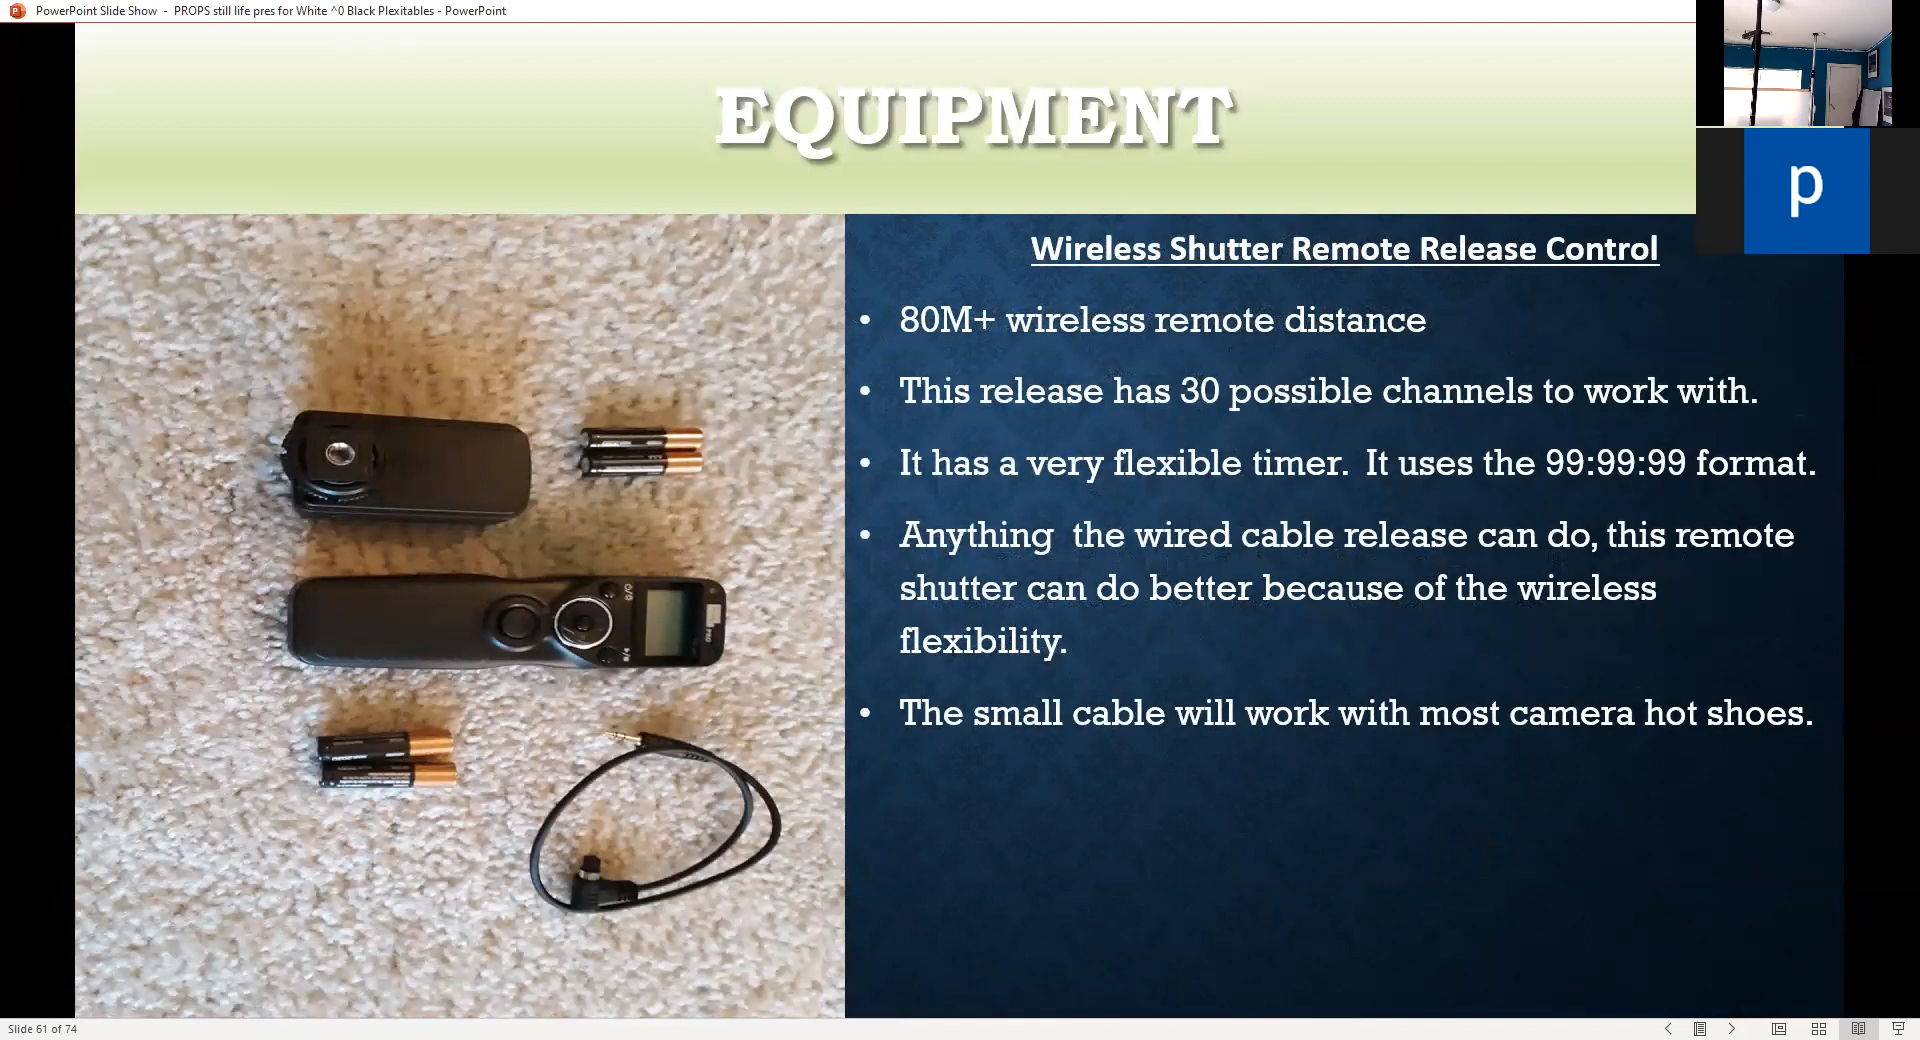 PowerPoint Slide Show - PROPS still life pres for White ^0 Black Plexitables - PowerPoint
EQUIPMENT
p
Wireless Shutter Remote Release Control
• 80M+ wireless remote distance
• This release has 30 possible channels to work with.
• It has a very flexible timer. It uses the 99:99:99 format.
• Anything the wired cable release can do, this remote
shutter can do better because of the wireless
flexibility.
• The small cable will work with most camera hot shoes.
Slide 61 of 74